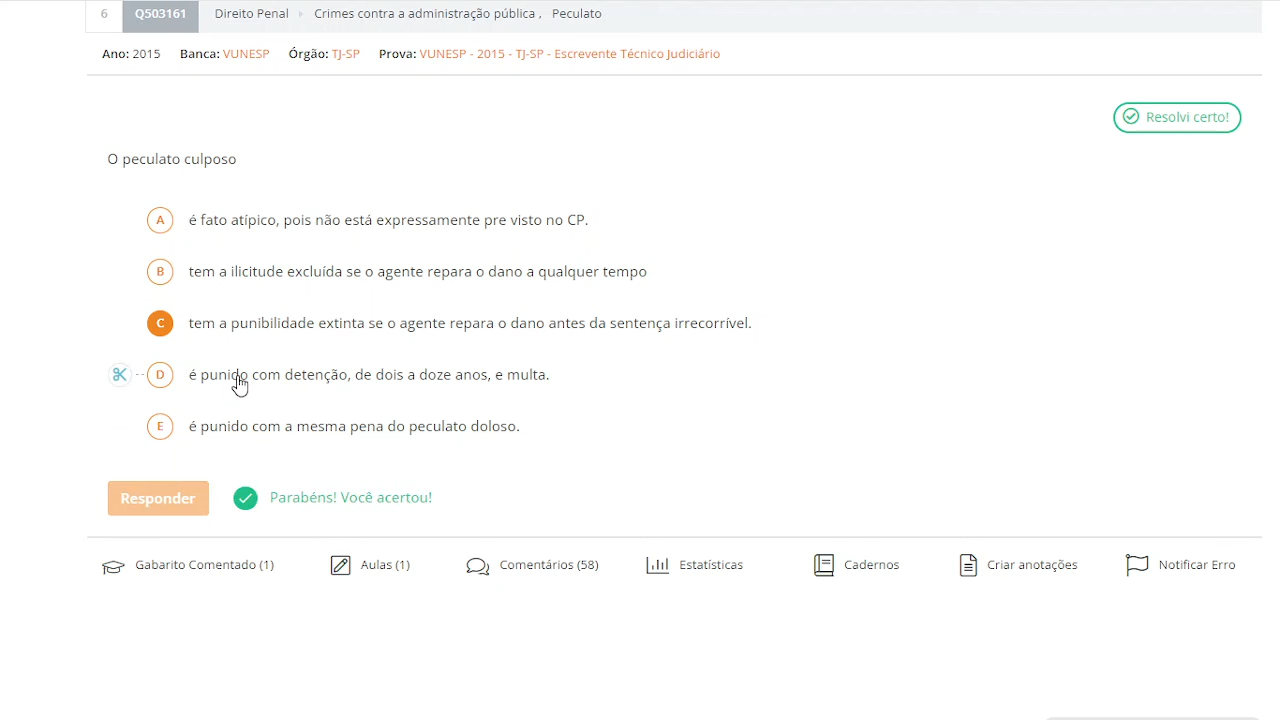 6 Q503161 Direito Penal Crimes contra a administração pública , Peculato
Ano: 2015 Banca: VUNESP Órgão: TJ-SP Prova: VUNESP - 2015 - TJ-SP - Escrevente Técnico Judiciário
Resolvi certo!
O peculato culposo
A é fato atípico, pois não está expressamente pre visto no CP.
B tem a ilicitude excluída se o agente repara o dano a qualquer tempo
C tem a punibilidade extinta se o agente repara o dano antes da sentença irrecorrível.
D é punido com detenção, de dois a doze anos, e multa.
E é punido com a mesma pena do peculato doloso.
Responder Parabéns! Você acertou!
Gabarito Comentado (1) Aulas (1) Comentários (58) Estatísticas Cadernos Criar anotações Notificar Erro